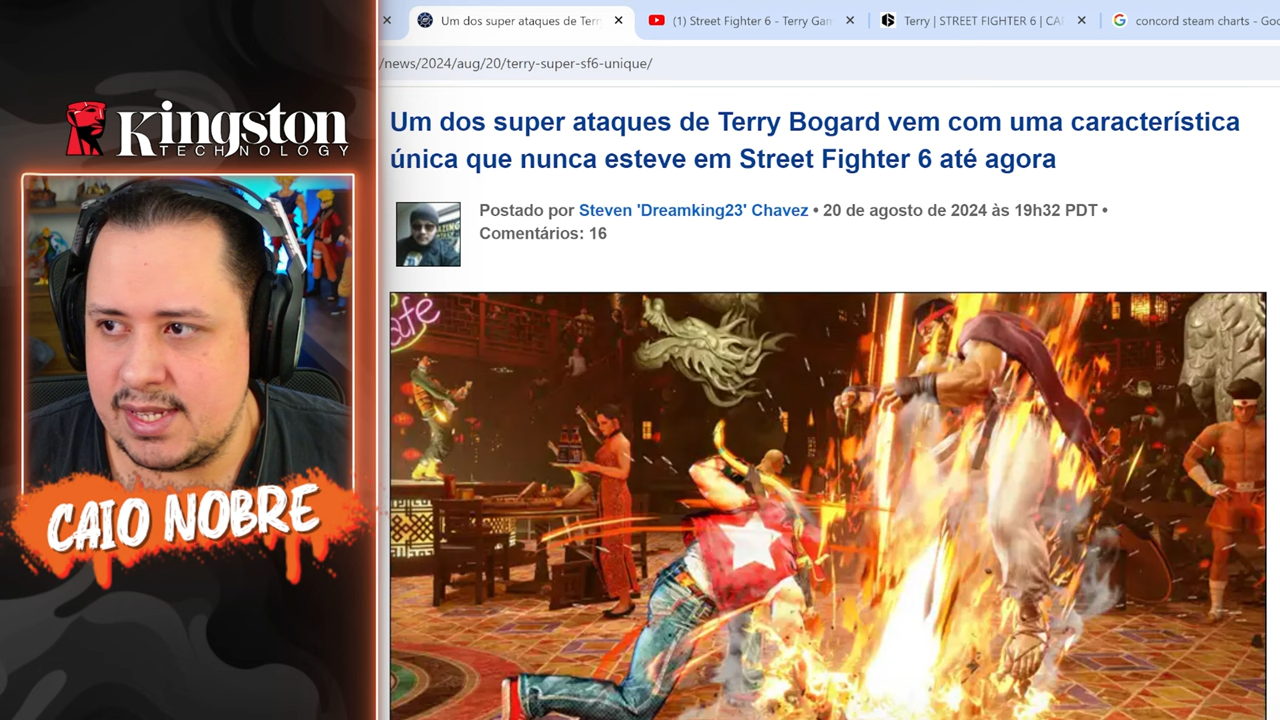 Um dos super ataques de Terr
(1) Street Fighter 6 - Terry Gan
Terry | STREET FIGHTER 6 | CA
concord steam charts - Goo
/news/2024/aug/20/terry-super-sf6-unique/
Kingston
TECHNOLOGY
Um dos super ataques de Terry Bogard vem com uma característica
única que nunca esteve em Street Fighter 6 até agora
Postado por Steven 'Dreamking23' Chavez • 20 de agosto de 2024 às 19h32 PDT •
Comentários: 16
afé
CAIO NOBRE